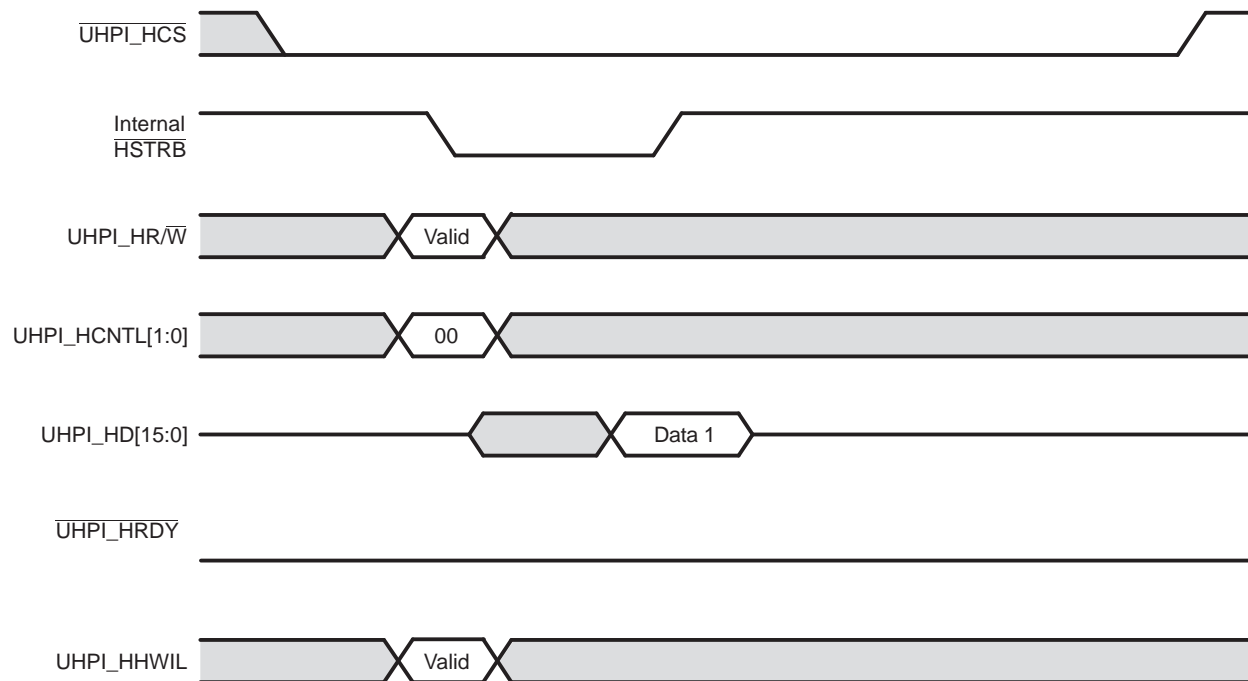 UHPI_HCS
Internal
HSTRB
UHPI_HR/W
Valid
UHPI_HCNTL[1:0]
00
UHPI_HD[15:0]
Data 1
UHPI_HRDY
UHPI_HHWIL
Valid